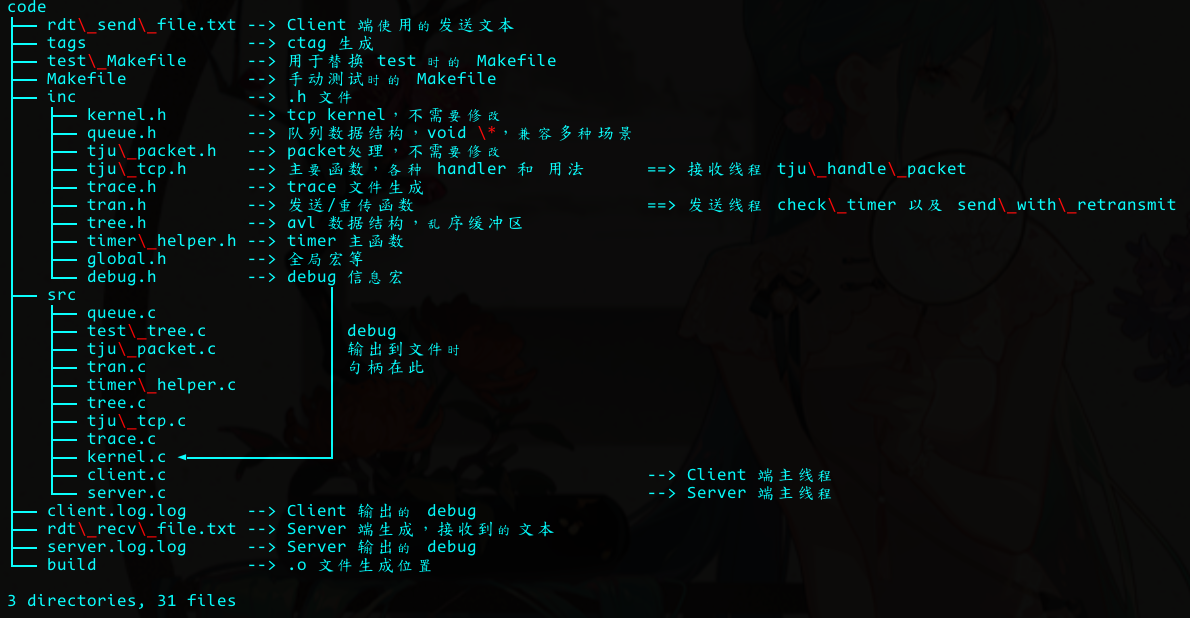 code
├── rdt\_send\_file.txt --> Client 端使用的发送文本
├── tags                --> ctag 生成
├── test\_Makefile      --> 用于替换 test 时的 Makefile
├── Makefile            --> 手动测试时的 Makefile
├── inc                 --> .h 文件
│   ├── kernel.h        --> tcp kernel，不需要修改
│   ├── queue.h         --> 队列数据结构，void \*，兼容多种场景
│   ├── tju\_packet.h   --> packet处理，不需要修改
│   ├── tju\_tcp.h      --> 主要函数，各种 handler 和 用法      ==> 接收线程 tju\_handle\_packet
│   ├── trace.h         --> trace 文件生成
│   ├── tran.h          --> 发送/重传函数                       ==> 发送线程 check\_timer 以及 send\_with\_retransmit
│   ├── tree.h          --> avl 数据结构，乱序缓冲区
│   ├── timer\_helper.h --> timer 主函数
│   ├── global.h        --> 全局宏等
│   └── debug.h         --> debug 信息宏
├── src
│   ├── queue.c
│   ├── test\_tree.c              debug
│   ├── tju\_packet.c             输出到文件时
│   ├── tran.c                    句柄在此
│   ├── timer\_helper.c
│   ├── tree.c
│   ├── tju\_tcp.c
│   ├── trace.c
│   ├── kernel.c ◄──────────────┘
│   ├── client.c                                                --> Client 端主线程
│   └── server.c                                                --> Server 端主线程
├── client.log.log      --> Client 输出的 debug
├── rdt\_recv\_file.txt --> Server 端生成，接收到的文本
├── server.log.log      --> Server 输出的 debug
└── build               --> .o 文件生成位置
3 directories, 31 files